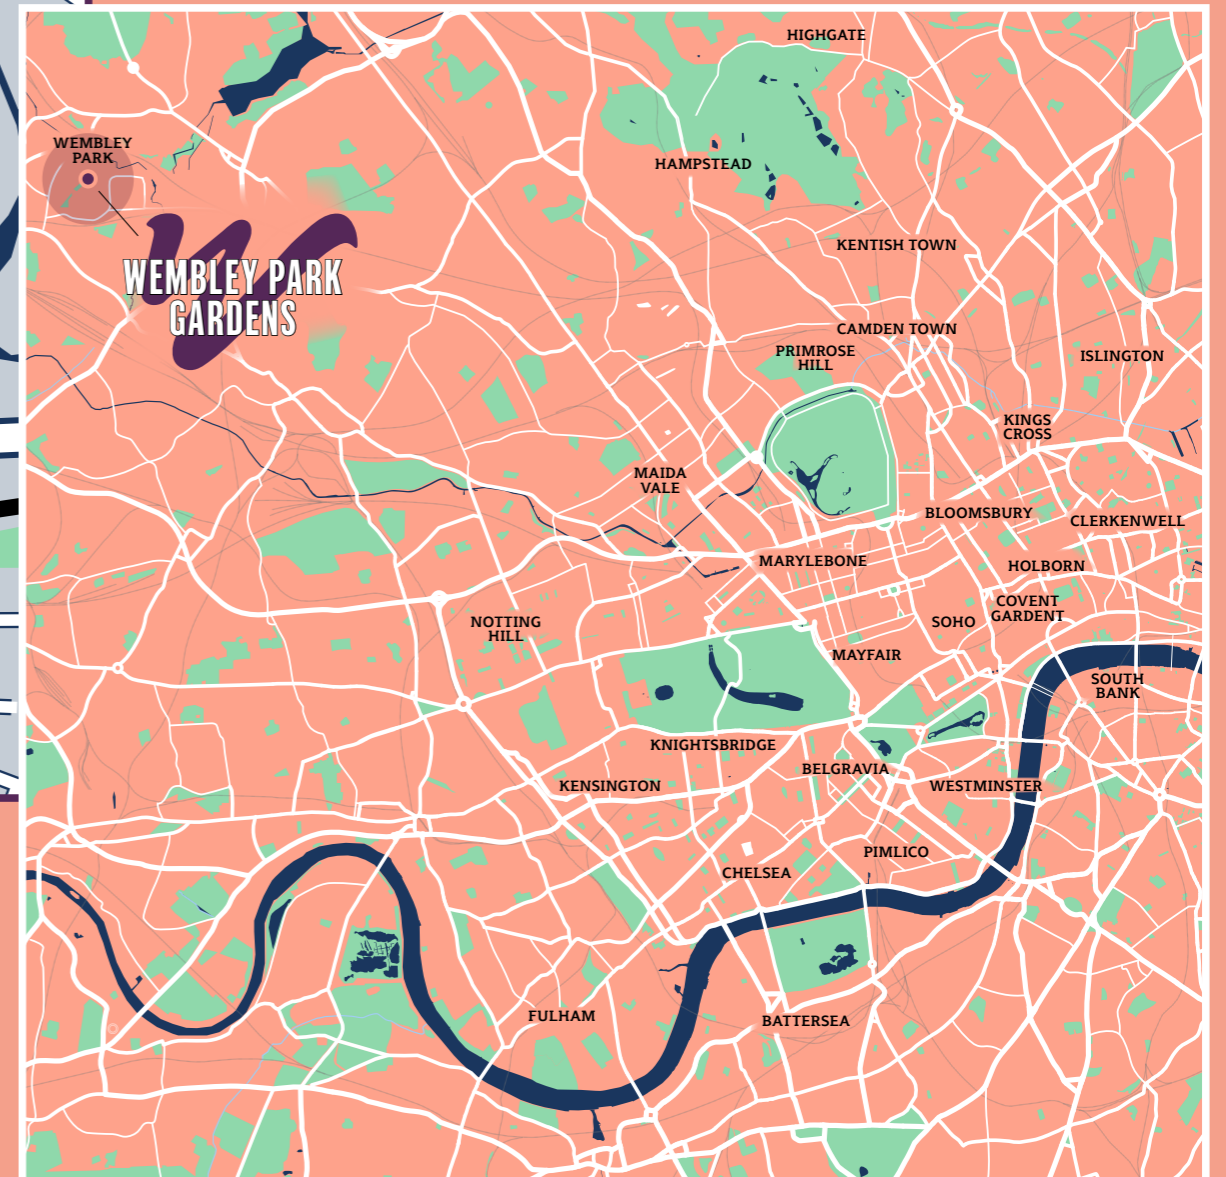 HIGHGATE
WEMBLEY
PARK
HAMPSTEAD
KENTISH TOWN
WEMBLEY PARK
GARDENS
CAMDEN TOWN
PRIMROSE
HILL
ISLINGTON
KINGS
CROSS
MAIDA
VALE
BLOOMSBURY
CLERKENWELL
MARYLEBONE
HOLBORN
COVENT
GARDENT
NOTTING
HILL
SOHO
MAYFAIR
SOUTH
BANK
KNIGHTSBRIDGE
BELGRAVIA
KENSINGTON
WESTMINSTER
PIMLICO
CHELSEA
FULHAM
BATTERSEA